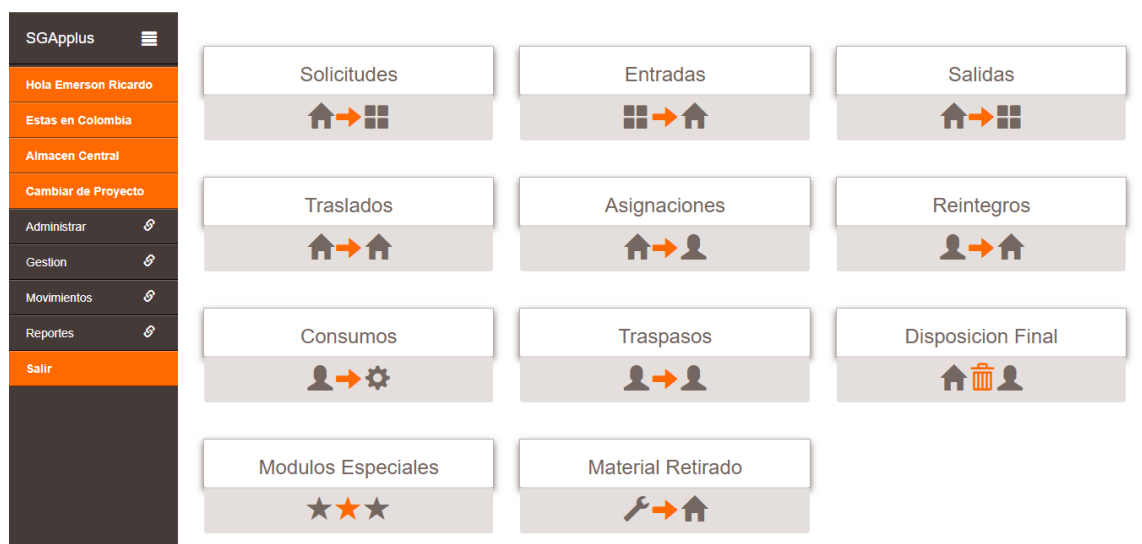 SGApplus
Hola Emerson Ricardo
Estas en Colombia
Almacen Central
Cambiar de Proyecto
Administrar
Gestion
Movimientos
Reportes
Salir
Solicitudes
Entradas
Salidas
Traslados
Asignaciones
Reintegros
Consumos
Traspasos
Disposicion Final
Modulos Especiales
Material Retirado